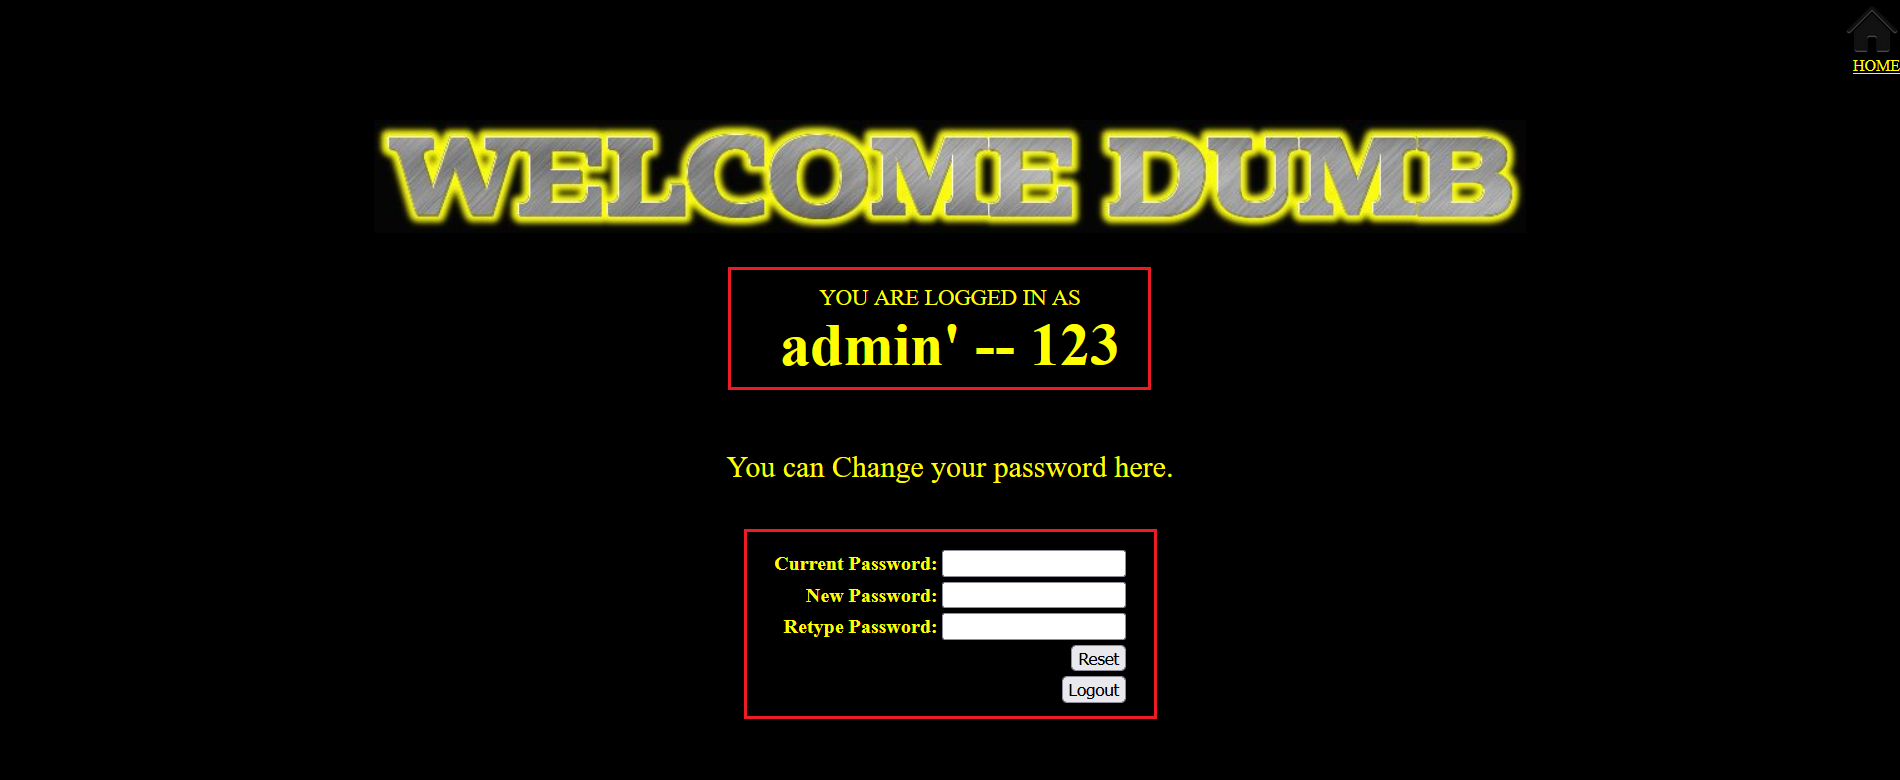 HOME
WELCOME DUMB
YOU ARE LOGGED IN AS
admin' -- 123
You can Change your password here.
Current Password:
New Password:
Retype Password:
Reset
Logout